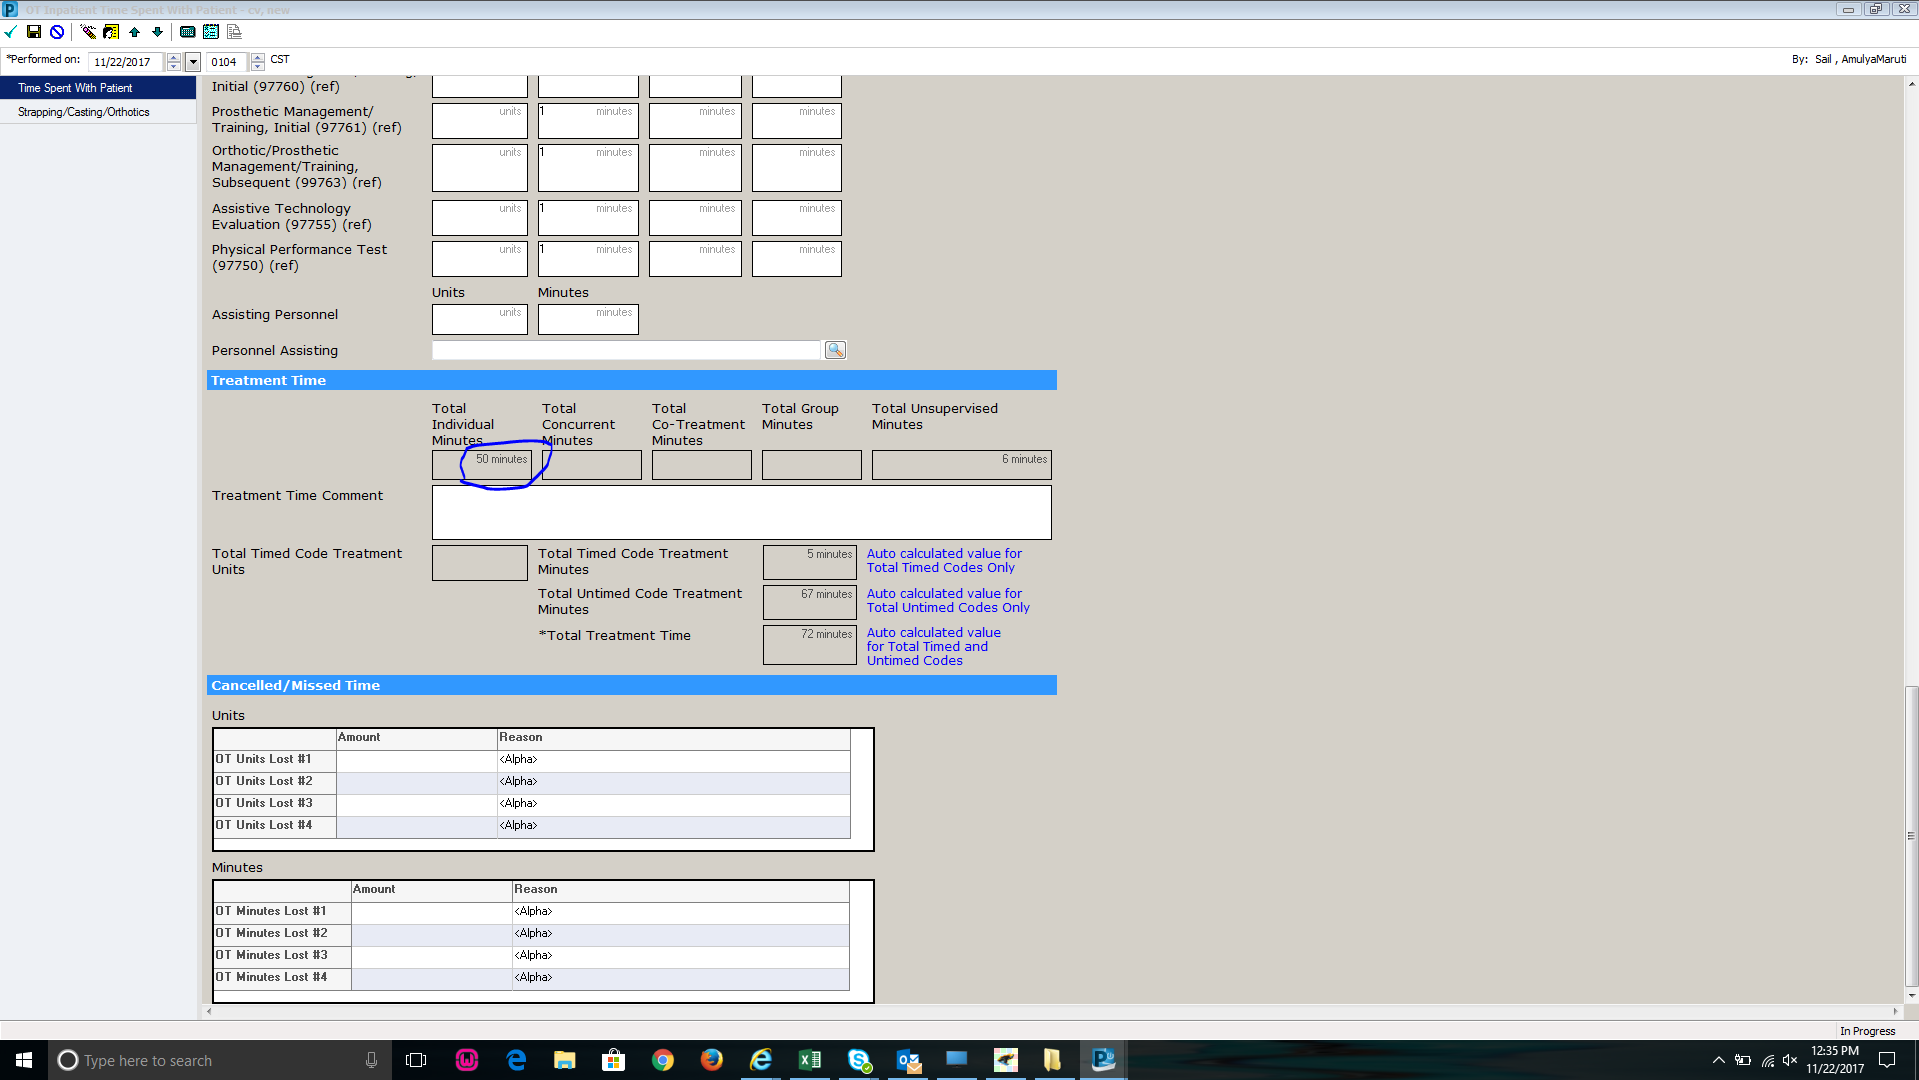 OT Inpatient Time Spent With Patient - cv, new
*Performed on: 11/22/2017 0104 CST By: Sail , AmulyaMaruti
Time Spent With Patient
Strapping/Casting/Orthotics
Initial (97760) (ref)
Prosthetic Management/ units 1 minutes minutes minutes
Training, Initial (97761) (ref)
Orthotic/Prosthetic units 1 minutes minutes minutes
Management/Training,
Subsequent (99763) (ref)
Assistive Technology units 1 minutes minutes minutes
Evaluation (97755) (ref)
Physical Performance Test units 1 minutes minutes minutes
(97750) (ref)
Units Minutes
Assisting Personnel units minutes
Personnel Assisting
Treatment Time
Total Individual Minutes
Total Concurrent Minutes
Total Co-Treatment Minutes
Total Group Minutes
Total Unsupervised Minutes
50 minutes 6 minutes
Treatment Time Comment
Total Timed Code Treatment Units
Total Timed Code Treatment Minutes
5 minutes
Auto calculated value for
Total Timed Codes Only
Total Untimed Code Treatment Minutes
67 minutes
Auto calculated value for
Total Untimed Codes Only
*Total Treatment Time
72 minutes
Auto calculated value
for Total Timed and
Untimed Codes
Cancelled/Missed Time
Units
Amount Reason
OT Units Lost #1 <Alpha>
OT Units Lost #2 <Alpha>
OT Units Lost #3 <Alpha>
OT Units Lost #4 <Alpha>
Minutes
Amount Reason
OT Minutes Lost #1 <Alpha>
OT Minutes Lost #2 <Alpha>
OT Minutes Lost #3 <Alpha>
OT Minutes Lost #4 <Alpha>
In Progress
Type here to search
12:35 PM
11/22/2017